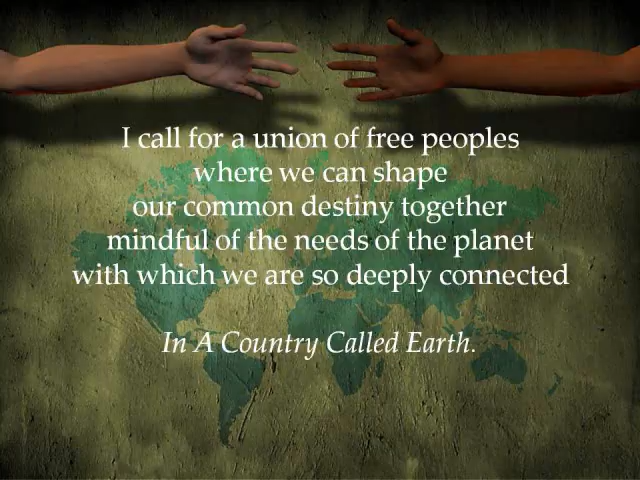 I call for a union of free peoples
where we can shape
our common destiny together
mindful of the needs of the planet
with which we are so deeply connected
In A Country Called Earth.